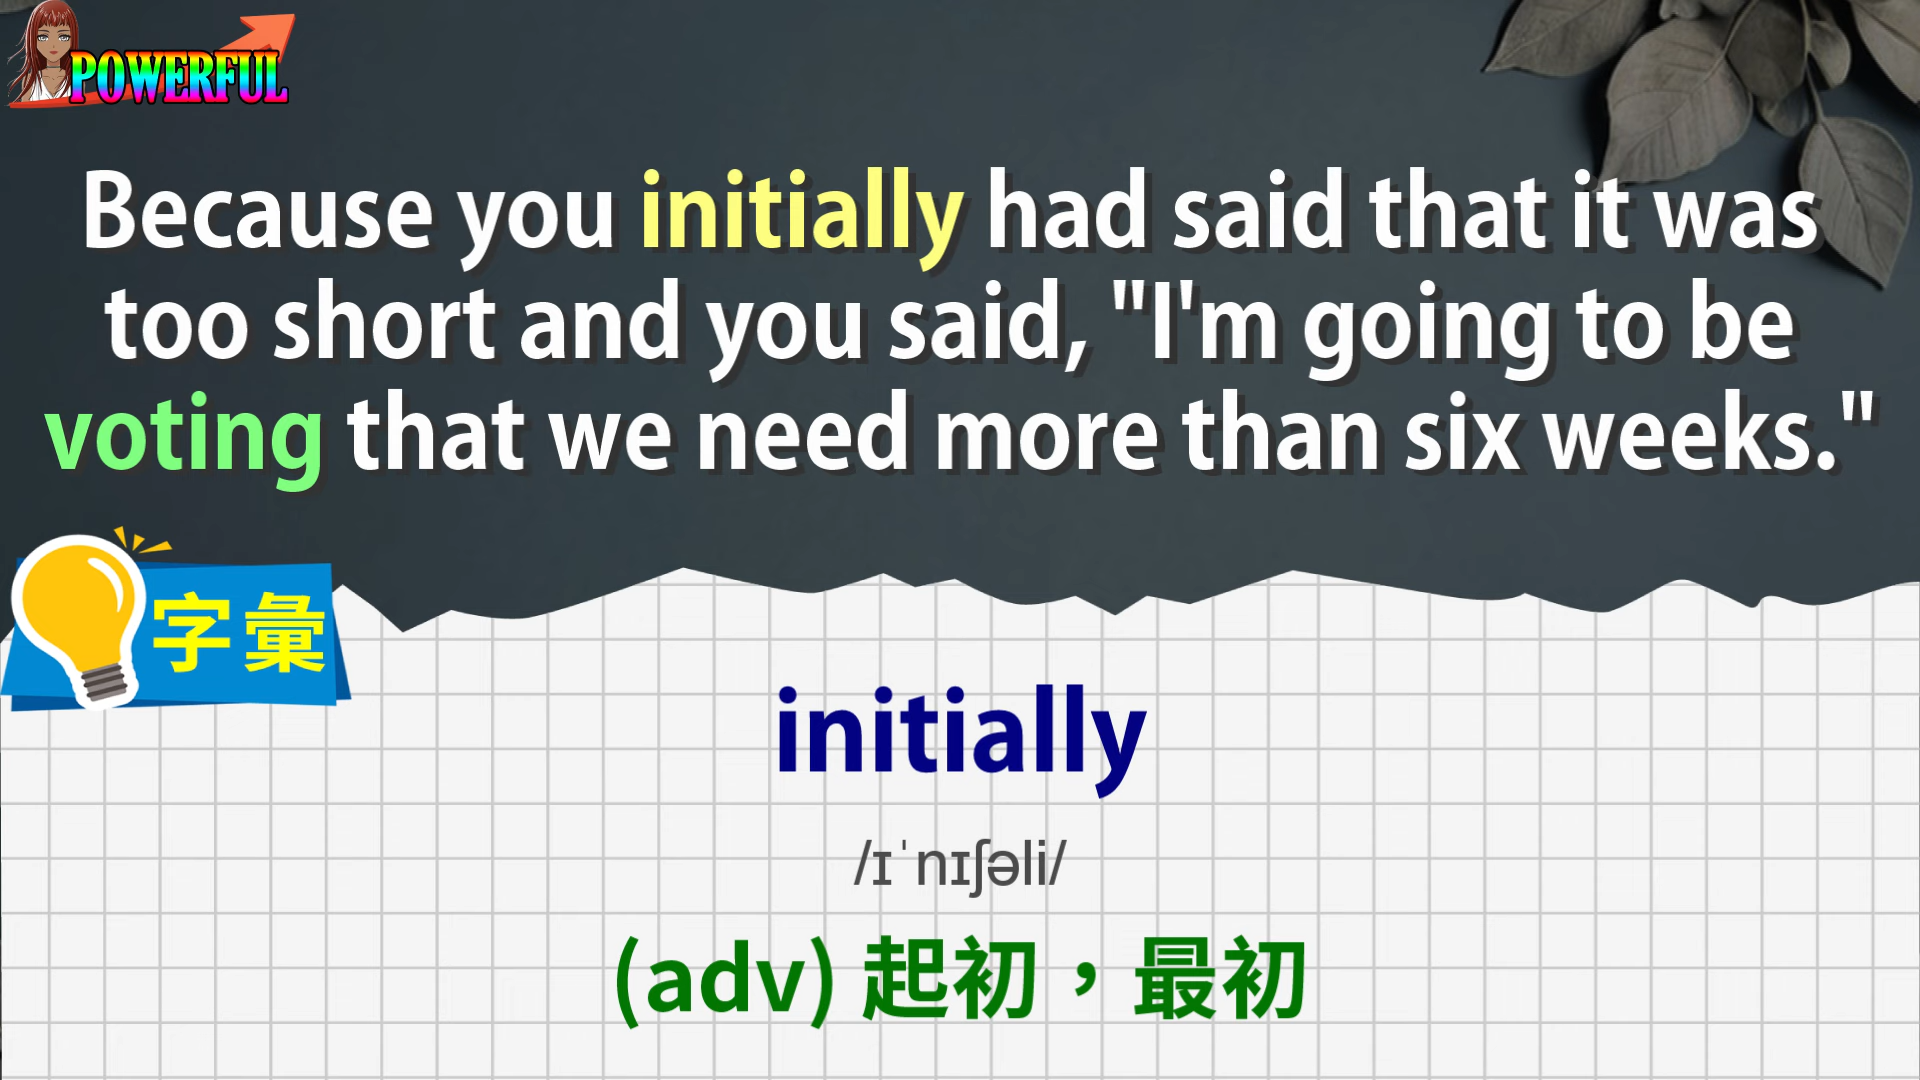 POWERFUL
Because you initially had said that it was
too short and you said, "I'm going to be
voting that we need more than six weeks."
字彙
initially
/ɪˈnɪʃəli/
(adv) 起初，最初